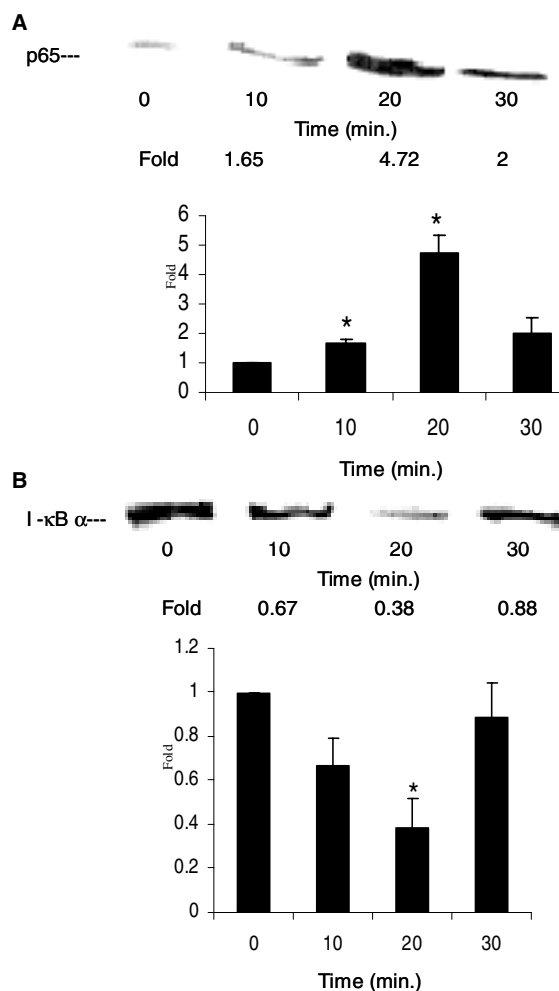 A
p65---
0 10 20 30
Time (min.)
Fold 1.65 4.72 2
6
5
4
3
2
1
0
Fold
*
*
0 10 20 30
Time (min.)
B
I -κB α---
0 10 20 30
Time (min.)
Fold 0.67 0.38 0.88
1.2
1
0.8
0.6
0.4
0.2
0
Fold
*
0 10 20 30
Time (min.)